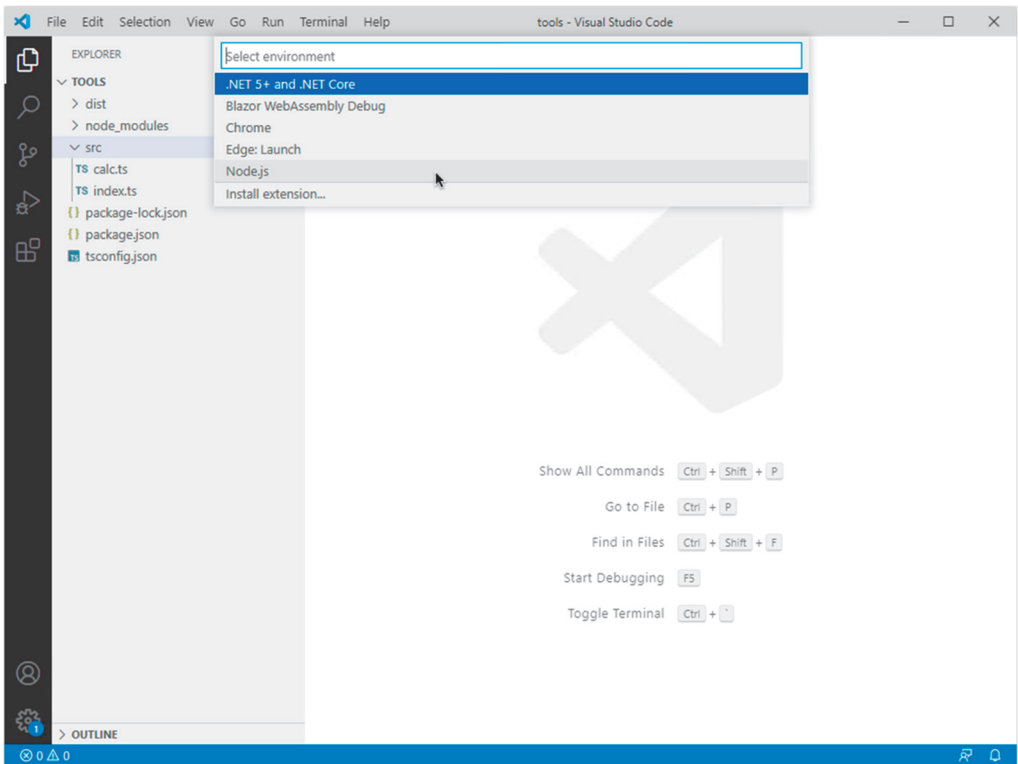 File Edit Selection View Go Run Terminal Help tools - Visual Studio Code
EXPLORER
TOOLS
dist
node_modules
src
TS calc.ts
TS index.ts
{} package-lock.json
{} package.json
TS tsconfig.json
OUTLINE
Select environment
.NET 5+ and .NET Core
Blazor WebAssembly Debug
Chrome
Edge: Launch
Node.js
Install extension...
Show All Commands Ctrl + Shift + P
Go to File Ctrl + P
Find in Files Ctrl + Shift + F
Start Debugging F5
Toggle Terminal Ctrl + `
1
0 0